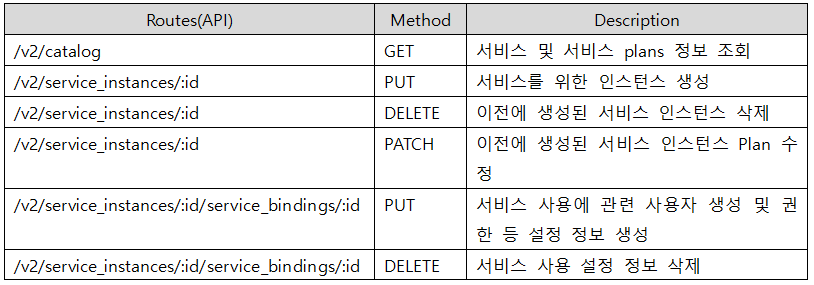 Routes(API) Method Description
/v2/catalog GET 서비스 및 서비스 plans 정보 조회
/v2/service_instances/:id PUT 서비스를 위한 인스턴스 생성
/v2/service_instances/:id DELETE 이전에 생성된 서비스 인스턴스 삭제
/v2/service_instances/:id PATCH 이전에 생성된 서비스 인스턴스 Plan 수
정
/v2/service_instances/:id/service_bindings/:id PUT 서비스 사용에 관련 사용자 생성 및 권
한 등 설정 정보 생성
/v2/service_instances/:id/service_bindings/:id DELETE 서비스 사용 설정 정보 삭제